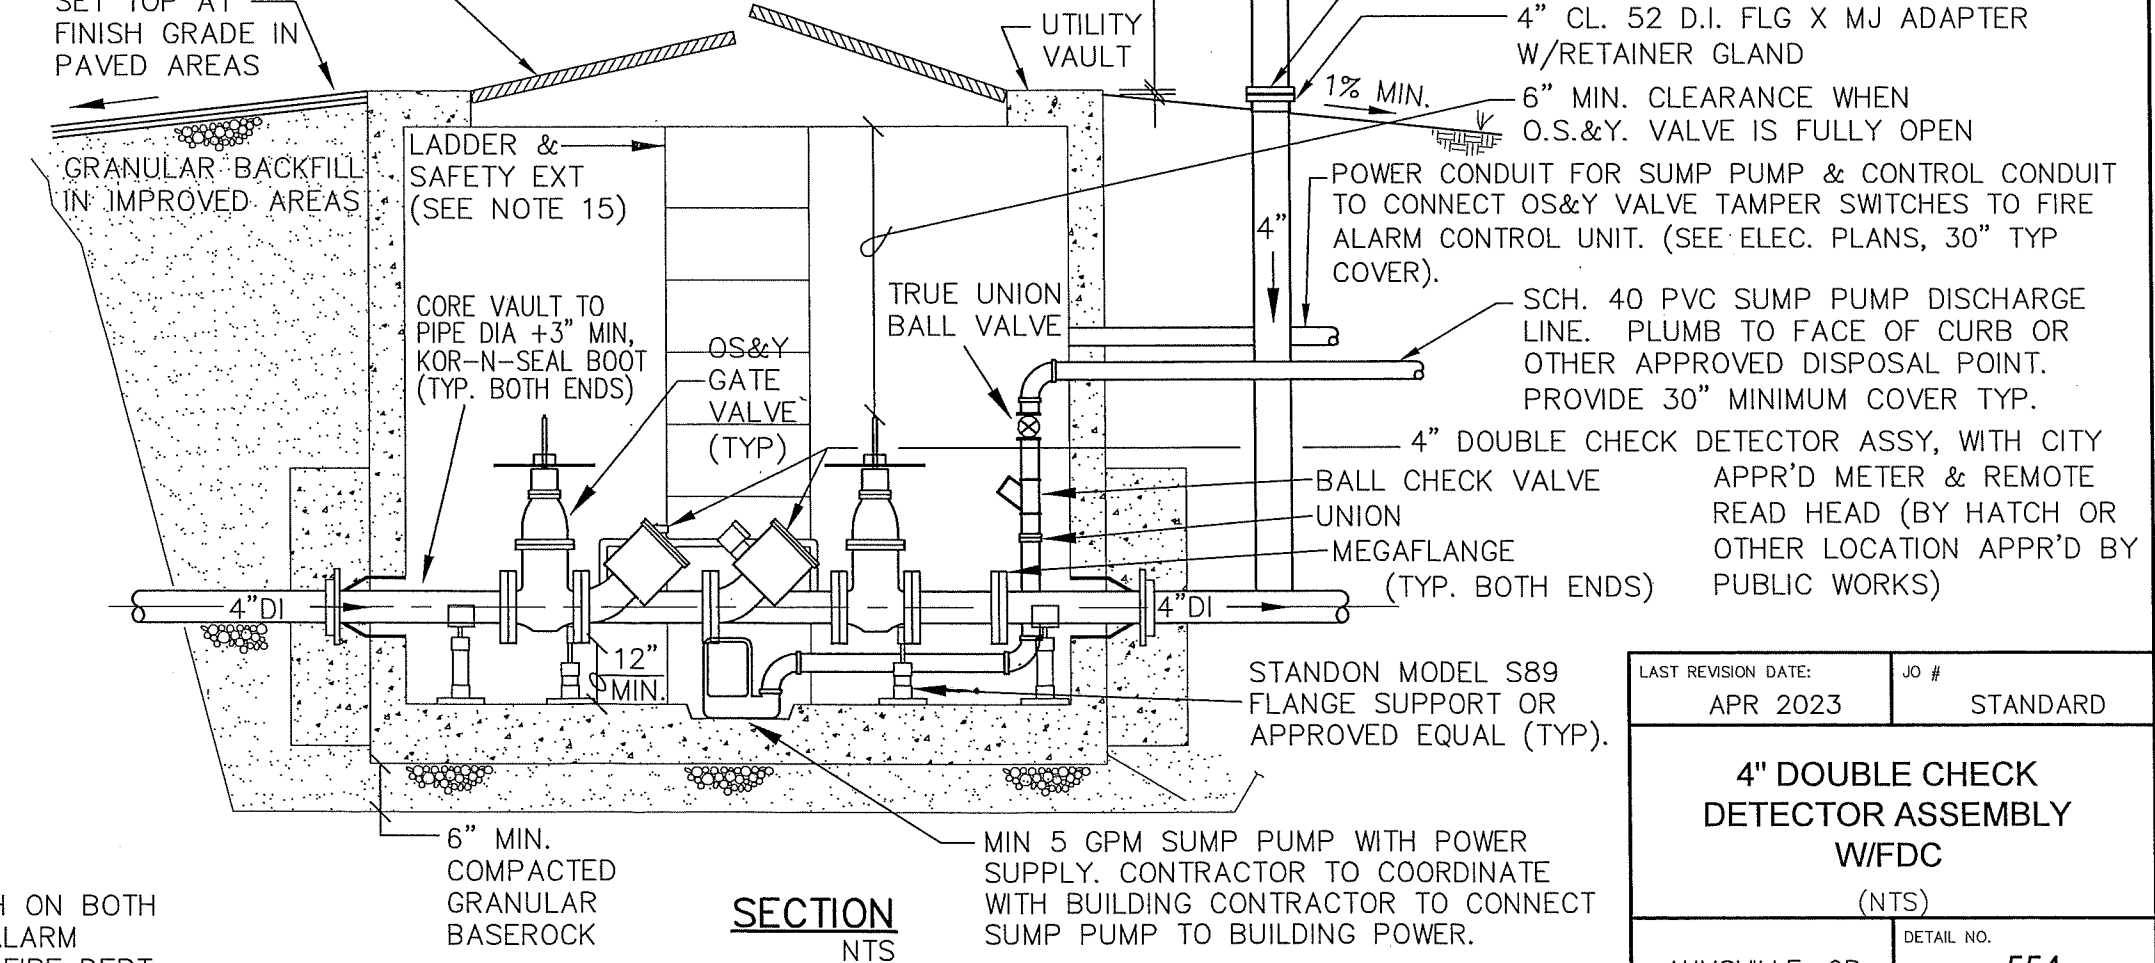 SET TOP AT
FINISH GRADE IN
PAVED AREAS
UTILITY
VAULT
4" CL. 52 D.I. FLG X MJ ADAPTER
W/RETAINER GLAND
1% MIN.
6" MIN. CLEARANCE WHEN
O.S.&Y. VALVE IS FULLY OPEN
GRANULAR BACKFILL
IN IMPROVED AREAS
LADDER &
SAFETY EXT
(SEE NOTE 15)
POWER CONDUIT FOR SUMP PUMP & CONTROL CONDUIT
TO CONNECT OS&Y VALVE TAMPER SWITCHES TO FIRE
ALARM CONTROL UNIT. (SEE ELEC. PLANS, 30" TYP
COVER).
4"
CORE VAULT TO
PIPE DIA +3" MIN,
KOR-N-SEAL BOOT
(TYP. BOTH ENDS)
OS&Y
GATE
VALVE
(TYP)
TRUE UNION
BALL VALVE
SCH. 40 PVC SUMP PUMP DISCHARGE
LINE. PLUMB TO FACE OF CURB OR
OTHER APPROVED DISPOSAL POINT.
PROVIDE 30" MINIMUM COVER TYP.
4" DOUBLE CHECK DETECTOR ASSY, WITH CITY
APPR'D METER & REMOTE
READ HEAD (BY HATCH OR
OTHER LOCATION APPR'D BY
PUBLIC WORKS)
BALL CHECK VALVE
UNION
MEGAFLANGE
(TYP. BOTH ENDS)
4"DI
4"DI
12"
MIN.
STANDON MODEL S89
FLANGE SUPPORT OR
APPROVED EQUAL (TYP).
6" MIN.
COMPACTED
GRANULAR
BASEROCK
MIN 5 GPM SUMP PUMP WITH POWER
SUPPLY. CONTRACTOR TO COORDINATE
WITH BUILDING CONTRACTOR TO CONNECT
SUMP PUMP TO BUILDING POWER.
SECTION
NTS
H ON BOTH
ALARM
FIRE DEPT
LAST REVISION DATE:
APR 2023
JO #
STANDARD
4" DOUBLE CHECK
DETECTOR ASSEMBLY
W/FDC
(NTS)
DETAIL NO.
554